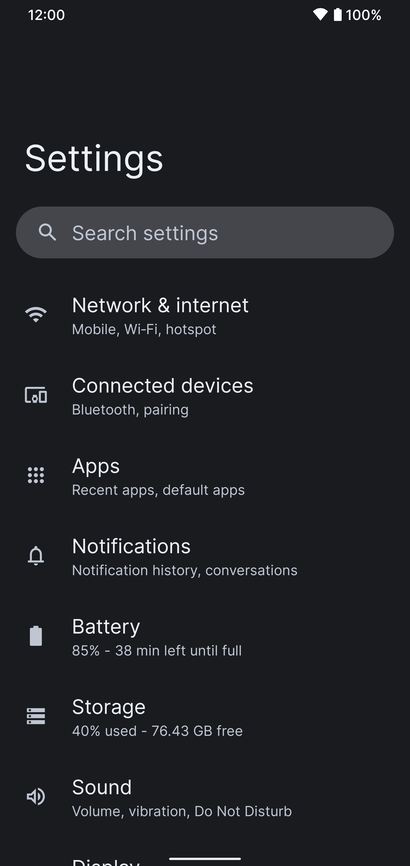 12:00
100%
Settings
Search settings
Network & internet
Mobile, Wi-Fi, hotspot
Connected devices
Bluetooth, pairing
Apps
Recent apps, default apps
Notifications
Notification history, conversations
Battery
85% - 38 min left until full
Storage
40% used - 76.43 GB free
Sound
Volume, vibration, Do Not Disturb
Display